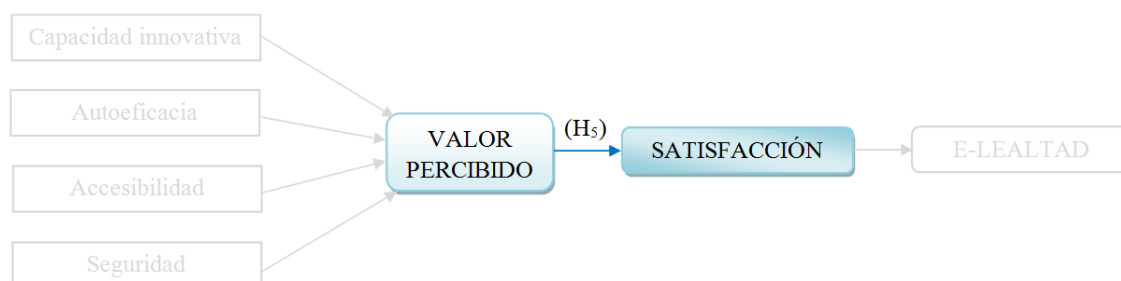 Capacidad innovativa
Autoeficacia
Accesibilidad
Seguridad
VALOR
PERCIBIDO
(H₅)
SATISFACCIÓN
E-LEALTAD